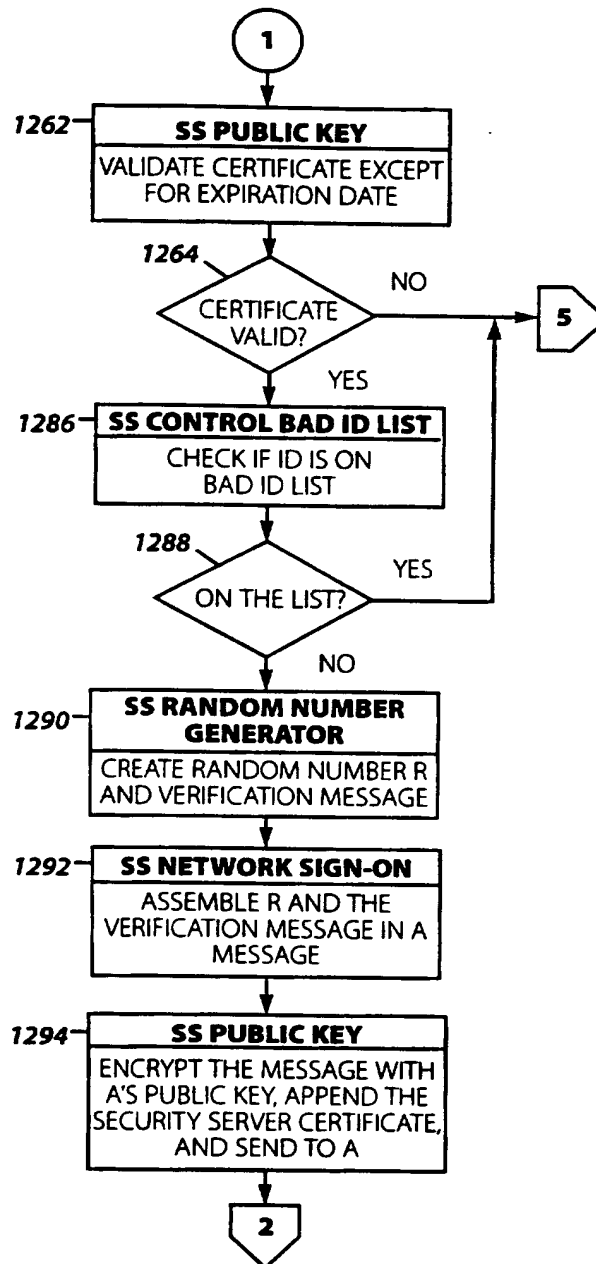 1
1262
SS PUBLIC KEY
VALIDATE CERTIFICATE EXCEPT
FOR EXPIRATION DATE
1264
NO
CERTIFICATE
VALID?
5
YES
1286
SS CONTROL BAD ID LIST
CHECK IF ID IS ON
BAD ID LIST
1288
YES
ON THE LIST?
NO
1290
SS RANDOM NUMBER
GENERATOR
CREATE RANDOM NUMBER R
AND VERIFICATION MESSAGE
1292
SS NETWORK SIGN-ON
ASSEMBLE R AND THE
VERIFICATION MESSAGE IN A
MESSAGE
1294
SS PUBLIC KEY
ENCRYPT THE MESSAGE WITH
A'S PUBLIC KEY, APPEND THE
SECURITY SERVER CERTIFICATE,
AND SEND TO A
2